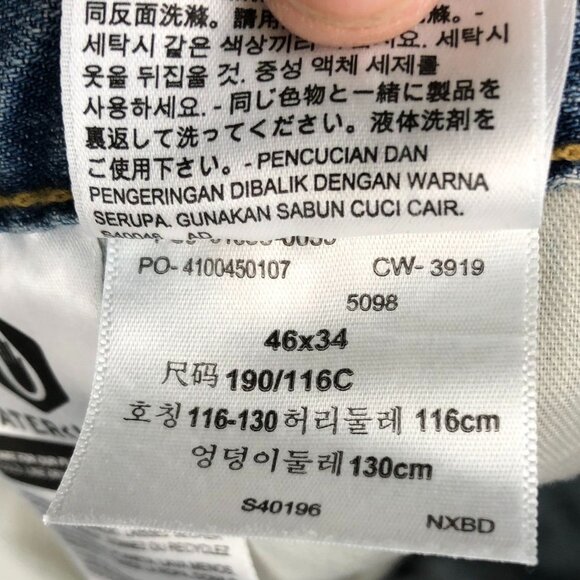 同反面洗滌。請用
세탁시 같은 색상끼리 세탁시
옷을 뒤집을 것. 중성 액체 세제를
사용하세요. - 同じ色物と一緒に製品を
裏返して洗ってください。液体洗剤を
ご使用下さい。- PENCUCIAN DAN
PENGERINGAN DIBALIK DENGAN WARNA
SERUPA. GUNAKAN SABUN CUCI CAIR.
PO- 4100450107 CW- 3919
5098
46x34
尺码 190/116C
호칭 116-130 허리둘레 116cm
엉덩이둘레 130cm
S40196 NXBD